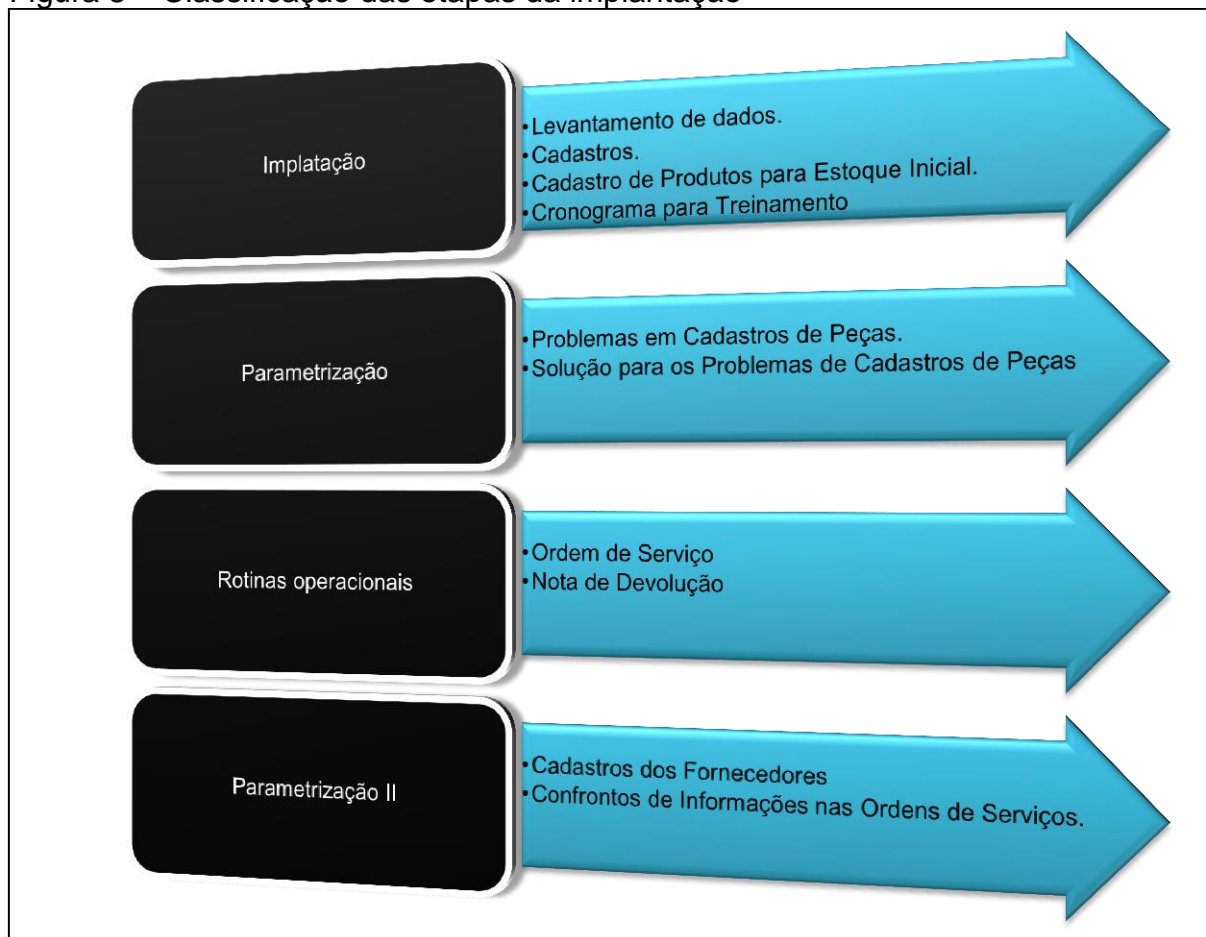 Implatação
•Levantamento de dados.
•Cadastros.
•Cadastro de Produtos para Estoque Inicial.
•Cronograma para Treinamento
Parametrização
•Problemas em Cadastros de Peças.
•Solução para os Problemas de Cadastros de Peças
Rotinas operacionais
•Ordem de Serviço
•Nota de Devolução
Parametrização II
•Cadastros dos Fornecedores
•Confrontos de Informações nas Ordens de Serviços.